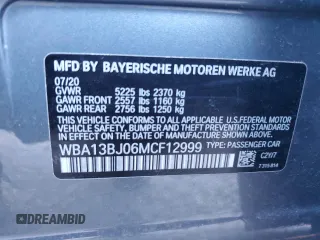 MFD BY BAYERISCHE MOTOREN WERKE AG
07/20
GVWR 5225 lbs 2370 kg
GAWR FRONT 2557 lbs 1160 kg
GAWR REAR 2756 lbs 1250 kg
THIS VEHICLE CONFORMS TO ALL APPLICABLE FEDERAL
MOTOR VEHICLE SAFETY, BUMPER, AND THEFT PREVENTION
STANDARDS IN EFFECT ON THE DATE OF
MANUFACTURE SHOWN ABOVE.
WBA13BJ06MCF12999 TYPE: PASSENGER CAR
DREAMBID